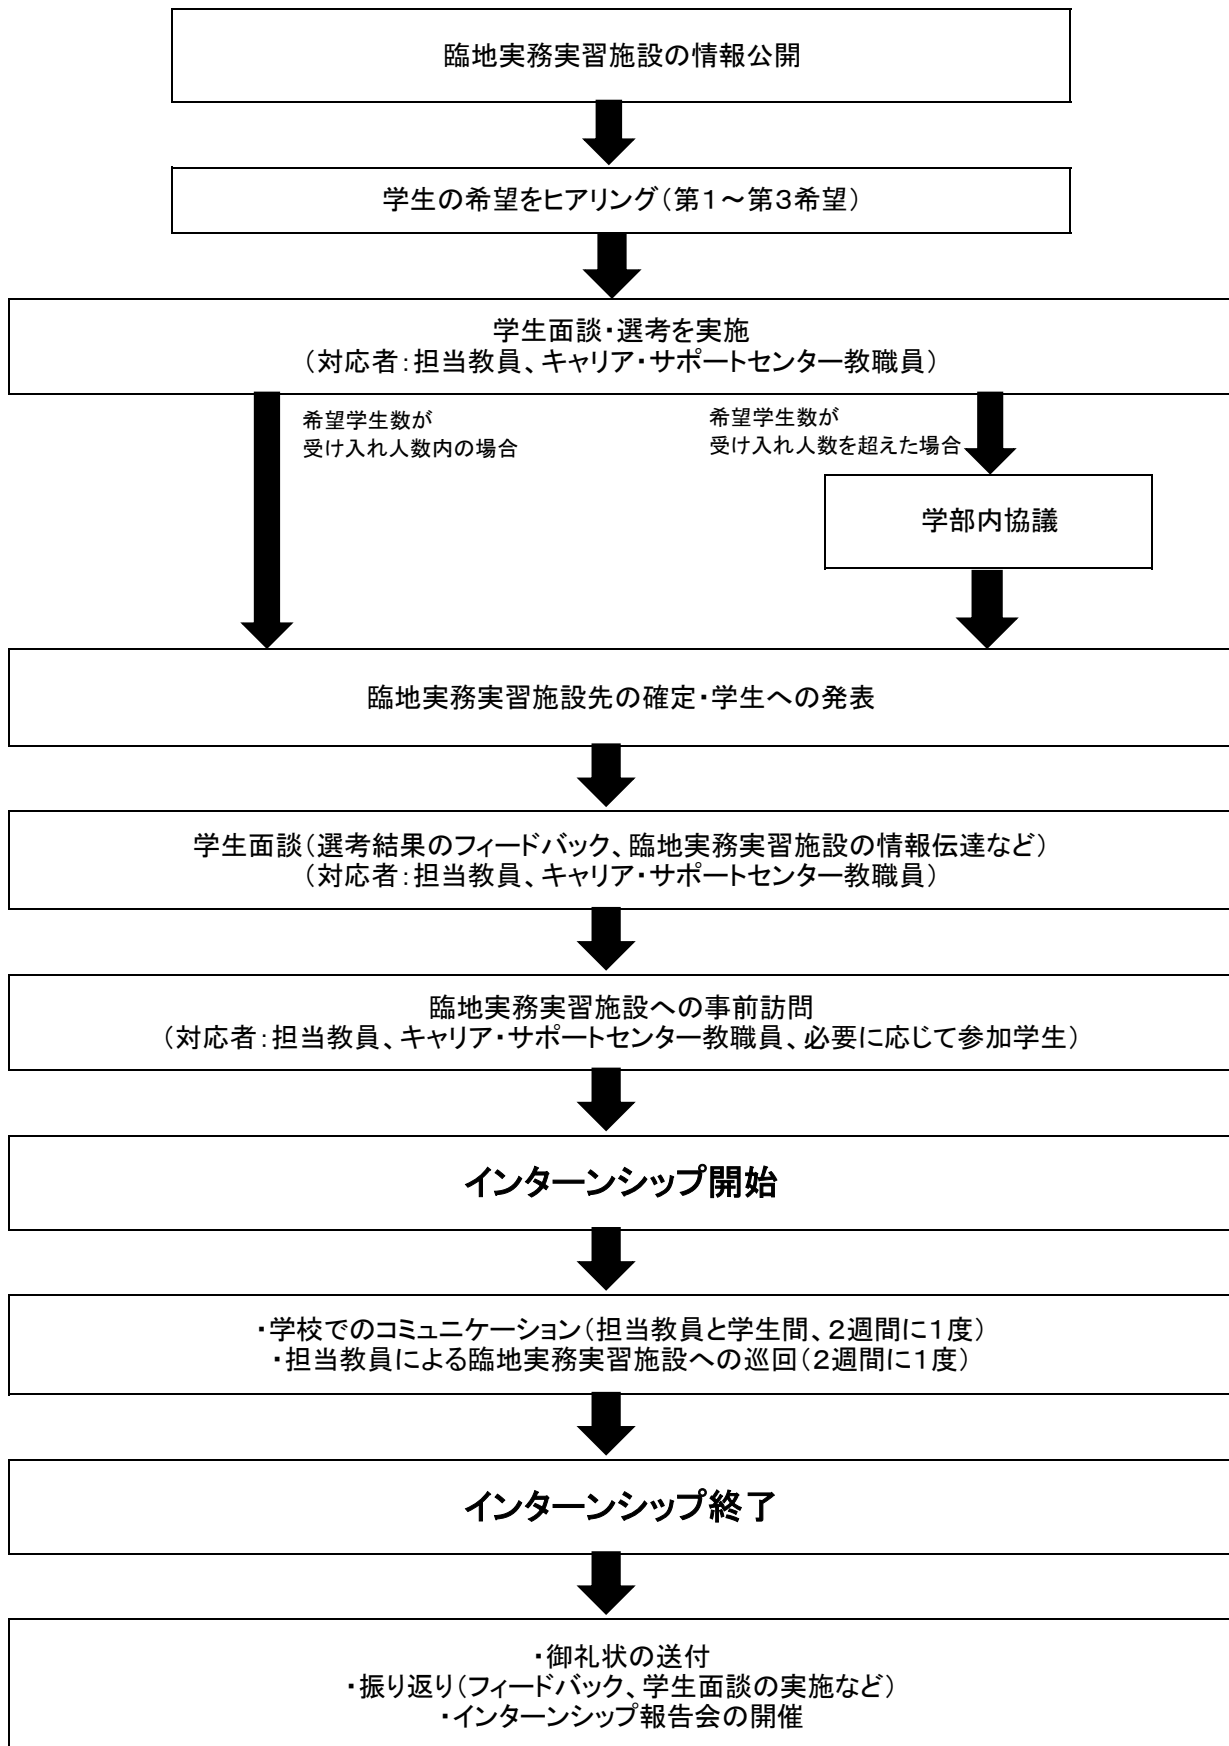 臨地実務実習施設の情報公開
学生の希望をヒアリング（第１～第３希望）
学生面談・選考を実施
（対応者：担当教員、キャリア・サポートセンター教職員）
希望学生数が
受け入れ人数内の場合
希望学生数が
受け入れ人数を超えた場合
学部内協議
臨地実務実習施設先の確定・学生への発表
学生面談（選考結果のフィードバック、臨地実務実習施設の情報伝達など）
（対応者：担当教員、キャリア・サポートセンター教職員）
臨地実務実習施設への事前訪問
（対応者：担当教員、キャリア・サポートセンター教職員、必要に応じて参加学生）
インターンシップ開始
・学校でのコミュニケーション（担当教員と学生間、２週間に１度）
・担当教員による臨地実務実習施設への巡回（２週間に１度）
インターンシップ終了
・御礼状の送付
・振り返り（フィードバック、学生面談の実施など）
・インターンシップ報告会の開催